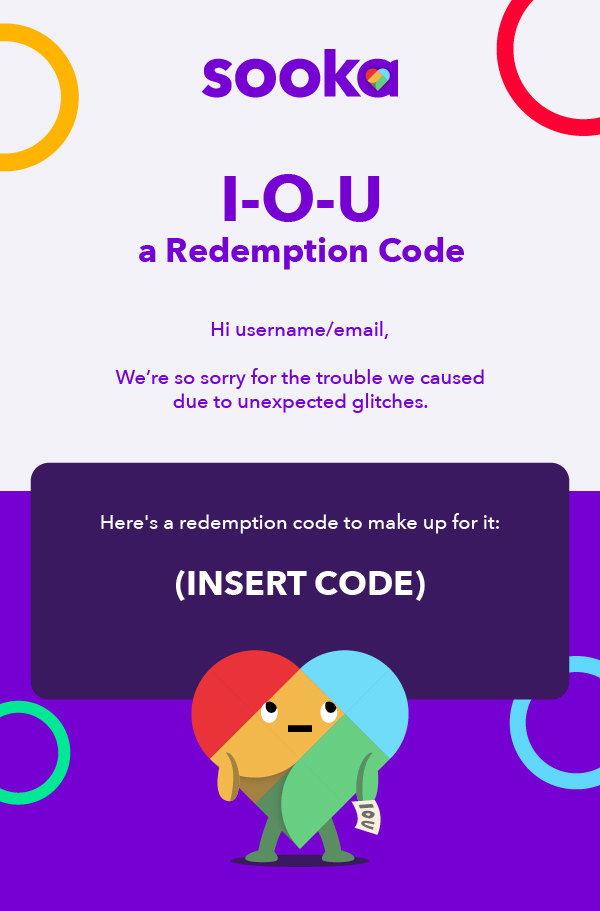 sooka
I-O-U
a Redemption Code
Hi username/email,
We’re so sorry for the trouble we caused
due to unexpected glitches.
Here's a redemption code to make up for it:
(INSERT CODE)
IOU